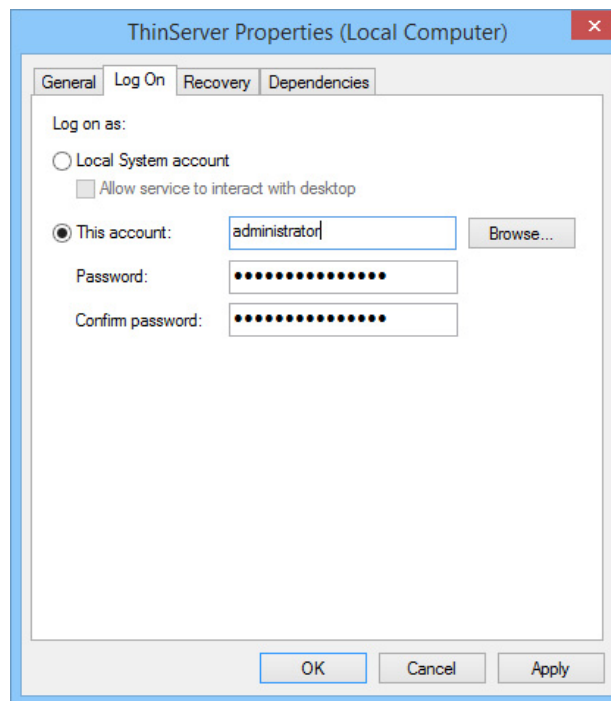 ThinServer Properties (Local Computer)
General Log On Recovery Dependencies
Log on as:
Local System account
Allow service to interact with desktop
This account: administrator Browse...
Password: ●●●●●●●●●●●●●●●
Confirm password: ●●●●●●●●●●●●●●●
OK Cancel Apply